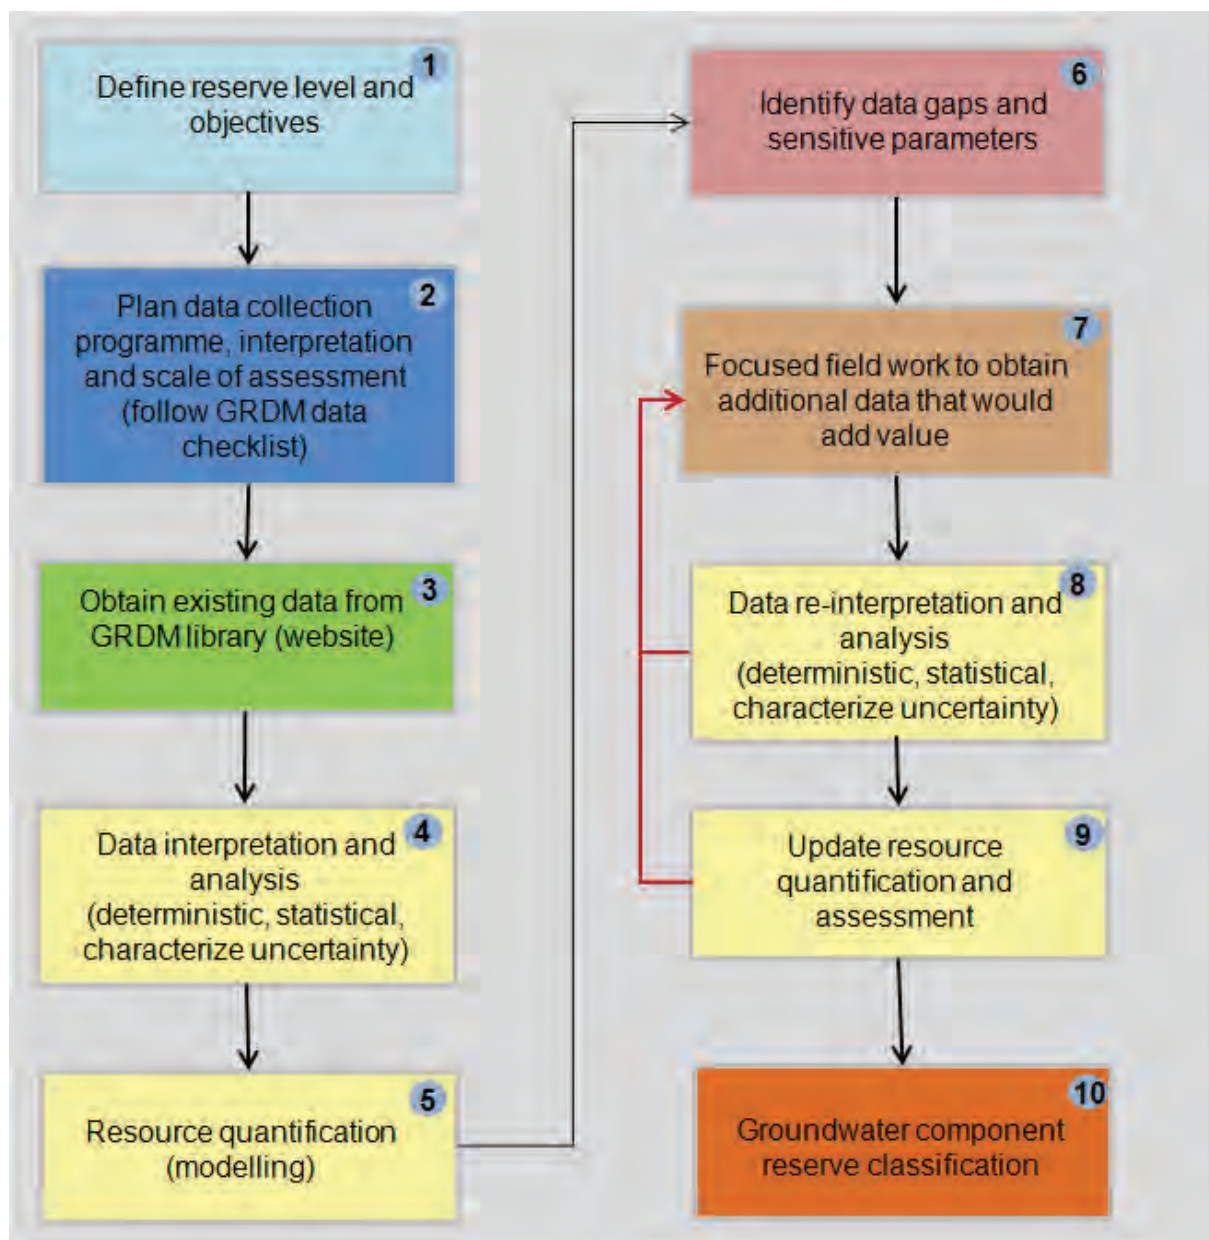 1
Define reserve level and
objectives
2
Plan data collection
programme, interpretation
and scale of assessment
(follow GRDM data
checklist)
3
Obtain existing data from
GRDM library (website)
4
Data interpretation and
analysis
(deterministic, statistical,
characterize uncertainty)
5
Resource quantification
(modelling)
6
Identify data gaps and
sensitive parameters
7
Focused field work to obtain
additional data that would
add value
8
Data re-interpretation and
analysis
(deterministic, statistical,
characterize uncertainty)
9
Update resource
quantification and
assessment
10
Groundwater component
reserve classification